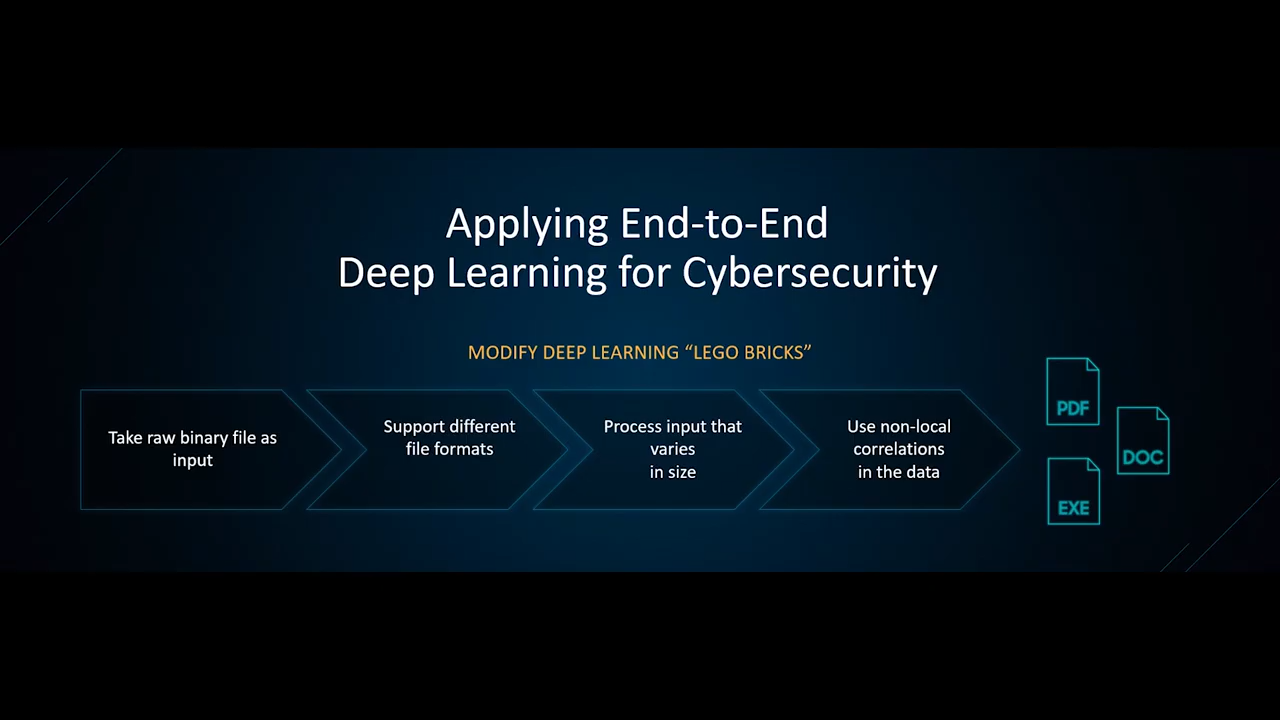 Applying End-to-End
Deep Learning for Cybersecurity
MODIFY DEEP LEARNING “LEGO BRICKS”
Take raw binary file as
input
Support different
file formats
Process input that
varies
in size
Use non-local
correlations
in the data
PDF
DOC
EXE